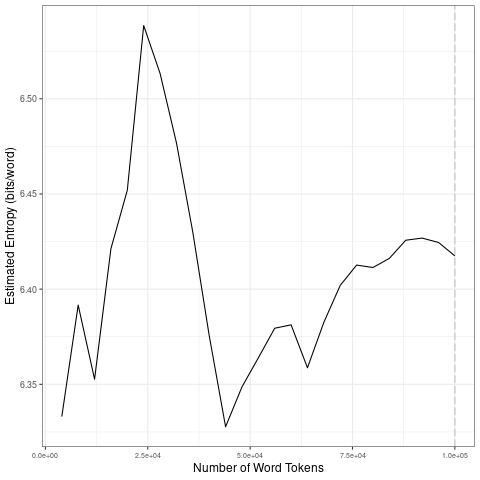 6.50
6.45
6.40
6.35
Estimated Entropy (bits/word)
0.0e+00 2.5e+04 5.0e+04 7.5e+04 1.0e+05
Number of Word Tokens